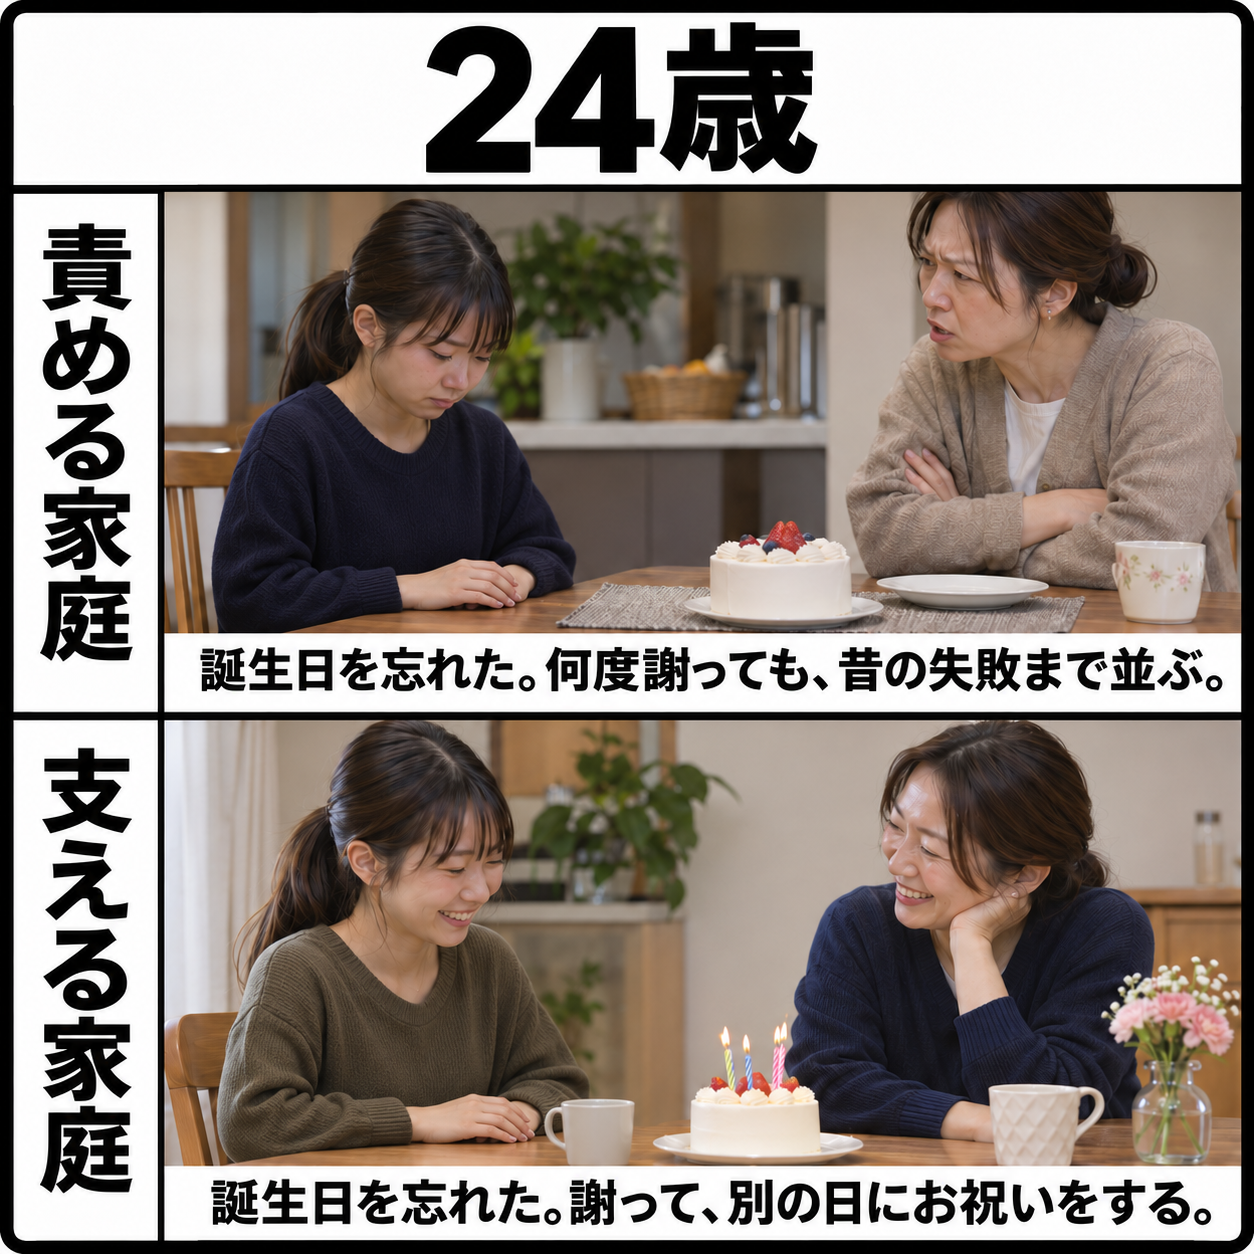 24歳
責める家庭
誕生日を忘れた。何度謝っても、昔の失敗まで並ぶ。
支える家庭
誕生日を忘れた。謝って、別の日にお祝いをする。